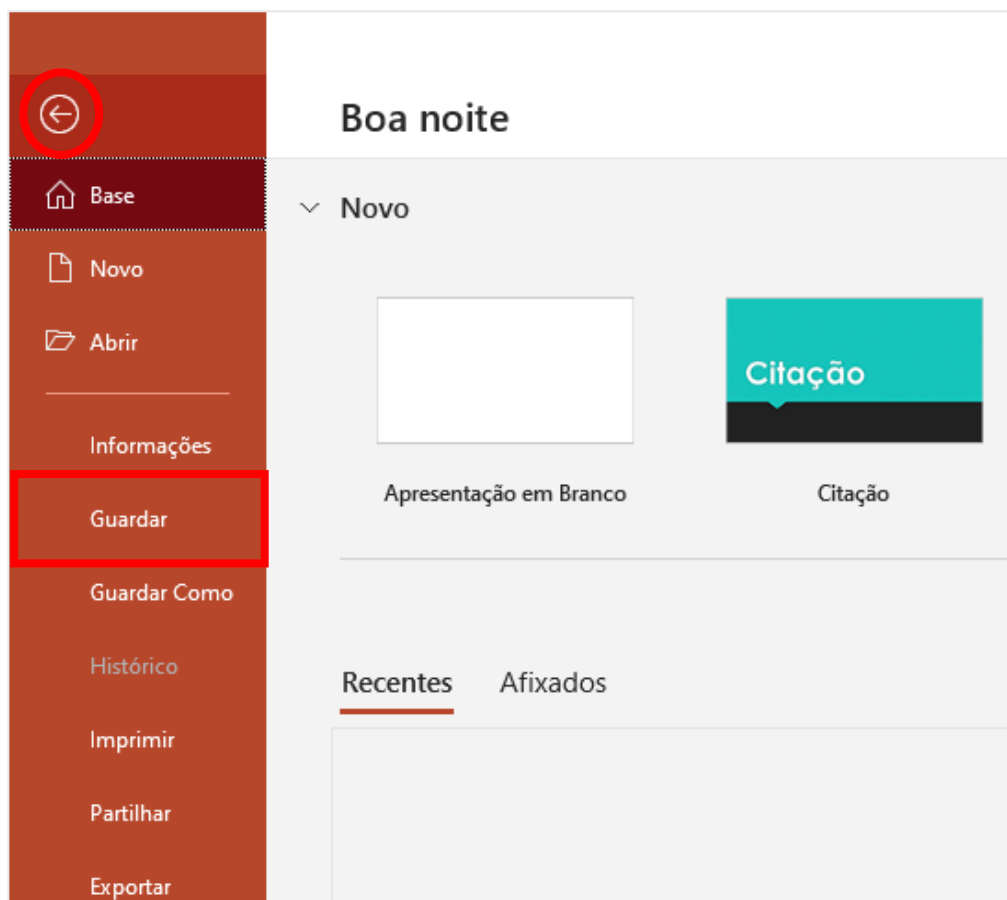 Boa noite
Base
Novo
Abrir
Informações
Guardar
Guardar Como
Histórico
Imprimir
Partilhar
Exportar
Novo
Citação
Apresentação em Branco
Citação
Recentes
Afixados